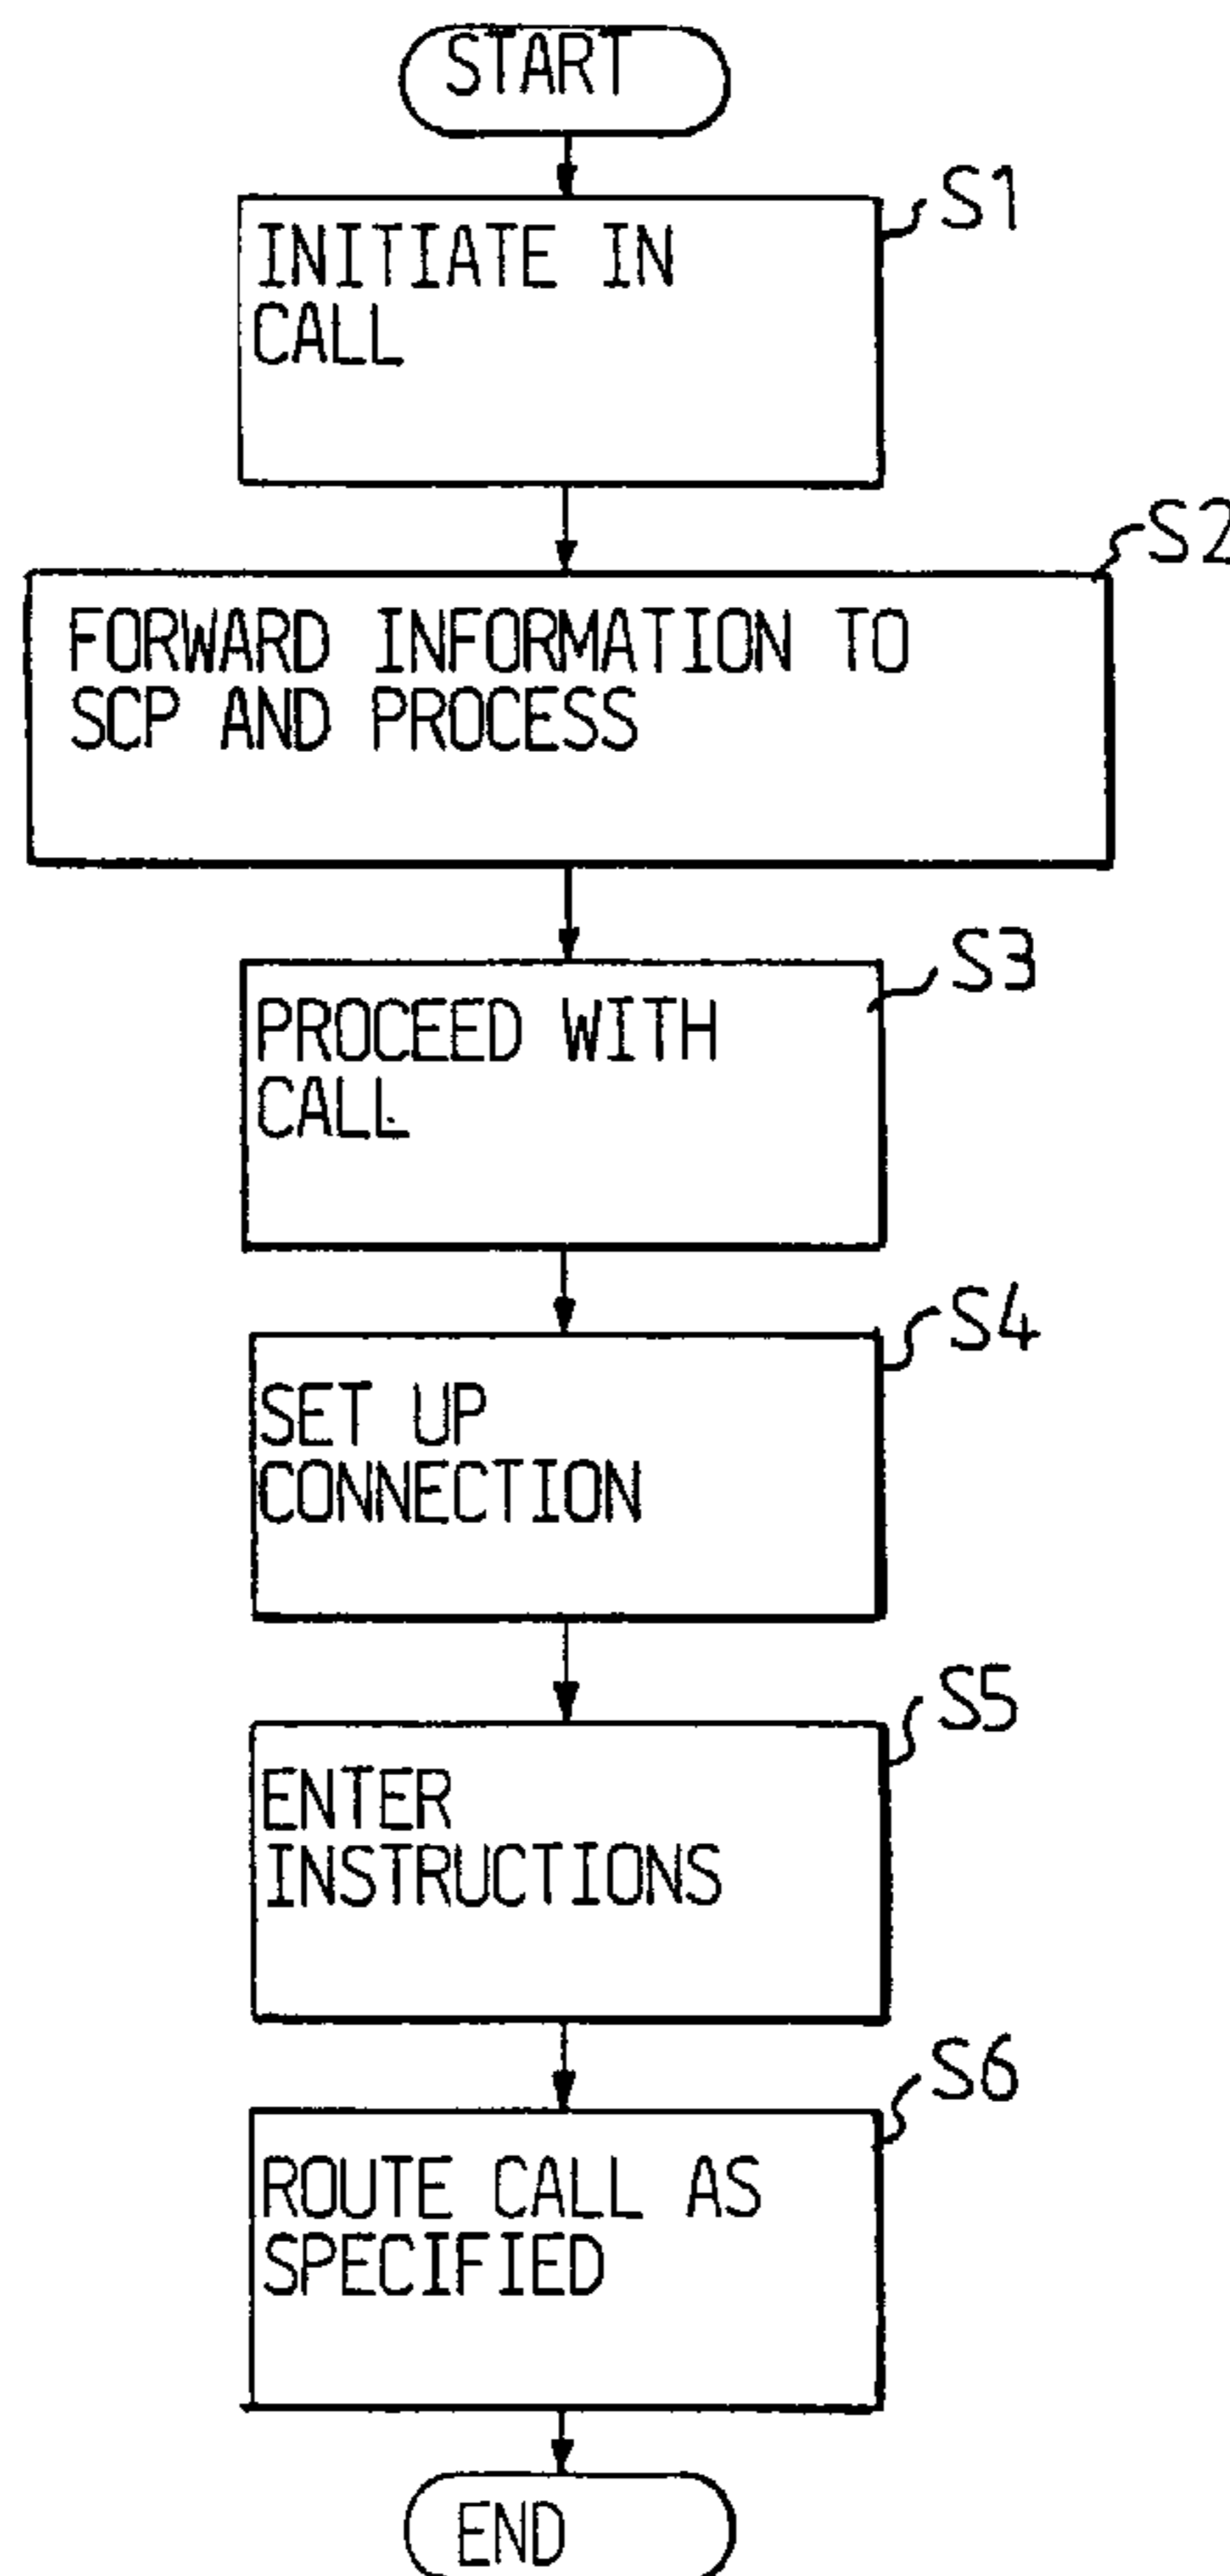 START
S1
INITIATE IN
CALL
S2
FORWARD INFORMATION TO
SCP AND PROCESS
S3
PROCEED WITH
CALL
S4
SET UP
CONNECTION
S5
ENTER
INSTRUCTIONS
S6
ROUTE CALL AS
SPECIFIED
END